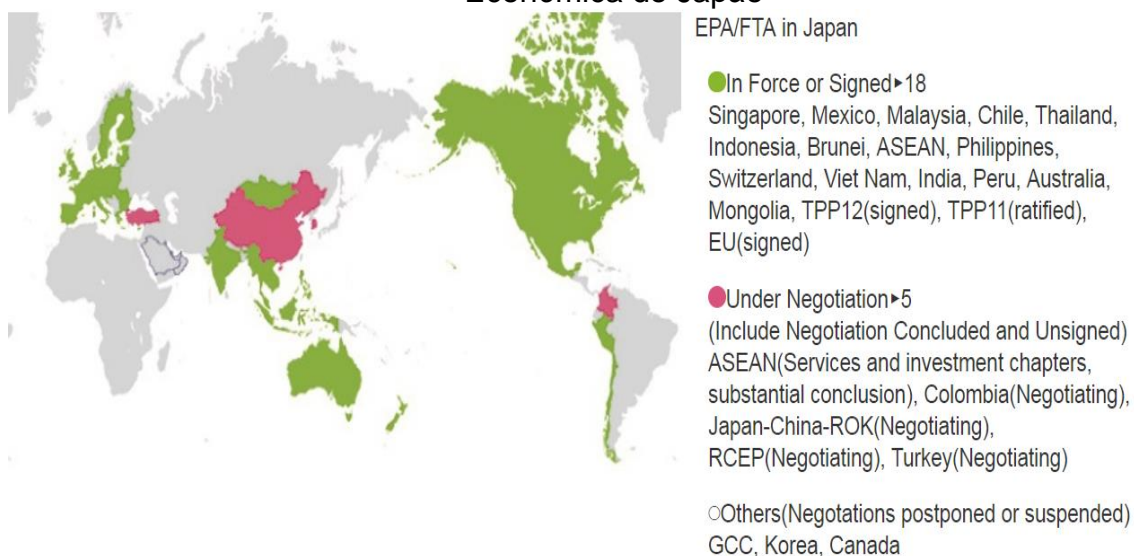 Econômica do Japão
EPA/FTA in Japan
In Force or Signed▸18
Singapore, Mexico, Malaysia, Chile, Thailand,
Indonesia, Brunei, ASEAN, Philippines,
Switzerland, Viet Nam, India, Peru, Australia,
Mongolia, TPP12(signed), TPP11(ratified),
EU(signed)
Under Negotiation▸5
(Include Negotiation Concluded and Unsigned)
ASEAN(Services and investment chapters,
substantial conclusion), Colombia(Negotiating),
Japan-China-ROK(Negotiating),
RCEP(Negotiating), Turkey(Negotiating)
○Others(Negotations postponed or suspended)
GCC, Korea, Canada